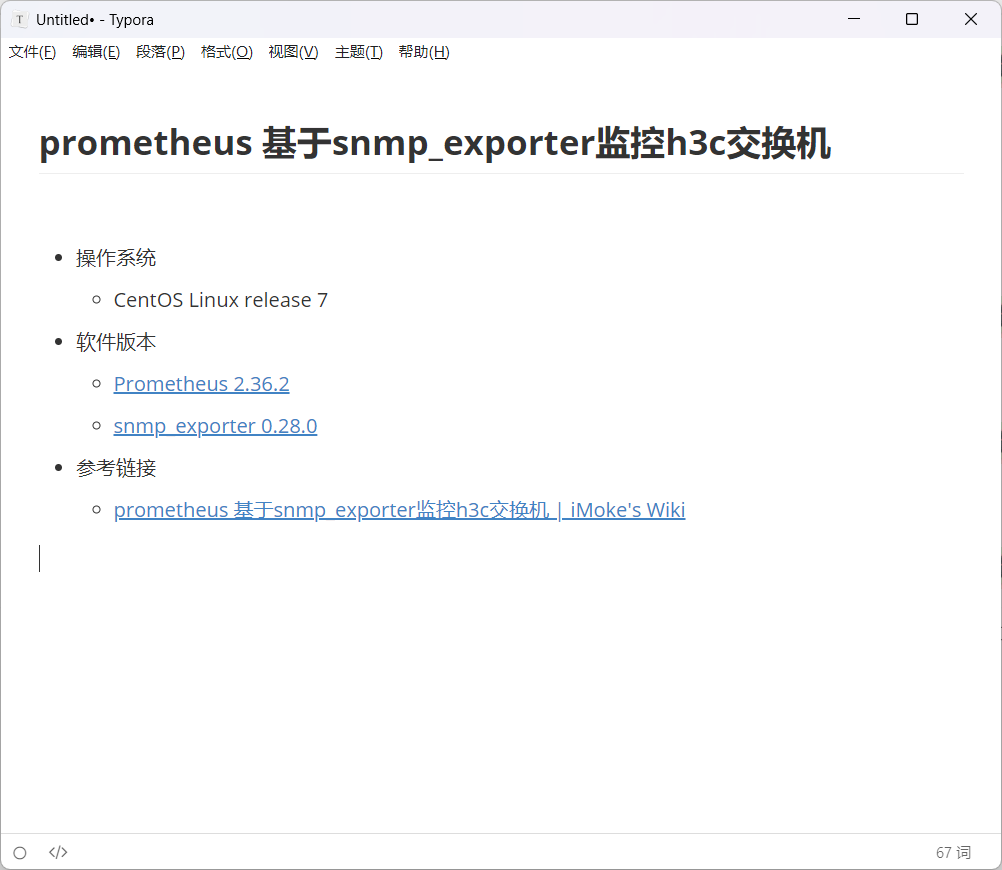 Untitled• - Typora
文件(F) 编辑(E) 段落(P) 格式(O) 视图(V) 主题(T) 帮助(H)
prometheus 基于snmp_exporter监控h3c交换机
操作系统
CentOS Linux release 7
软件版本
Prometheus 2.36.2
snmp_exporter 0.28.0
参考链接
prometheus 基于snmp_exporter监控h3c交换机 | iMoke's Wiki
67 词